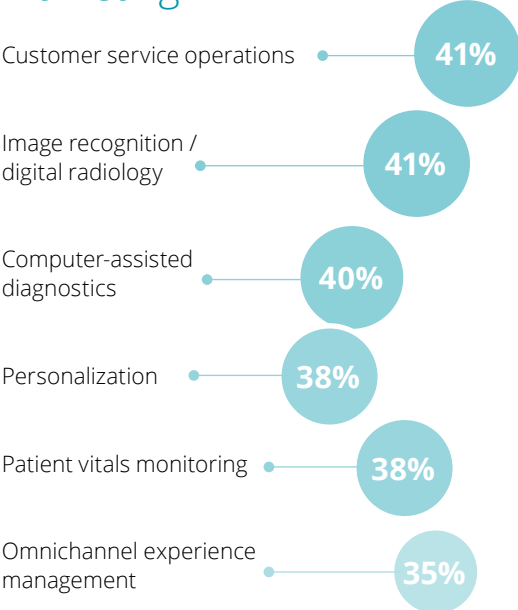 Customer service operations
41%
Image recognition /
digital radiology
41%
Computer-assisted
diagnostics
40%
Personalization
38%
Patient vitals monitoring
38%
Omnichannel experience
management
35%